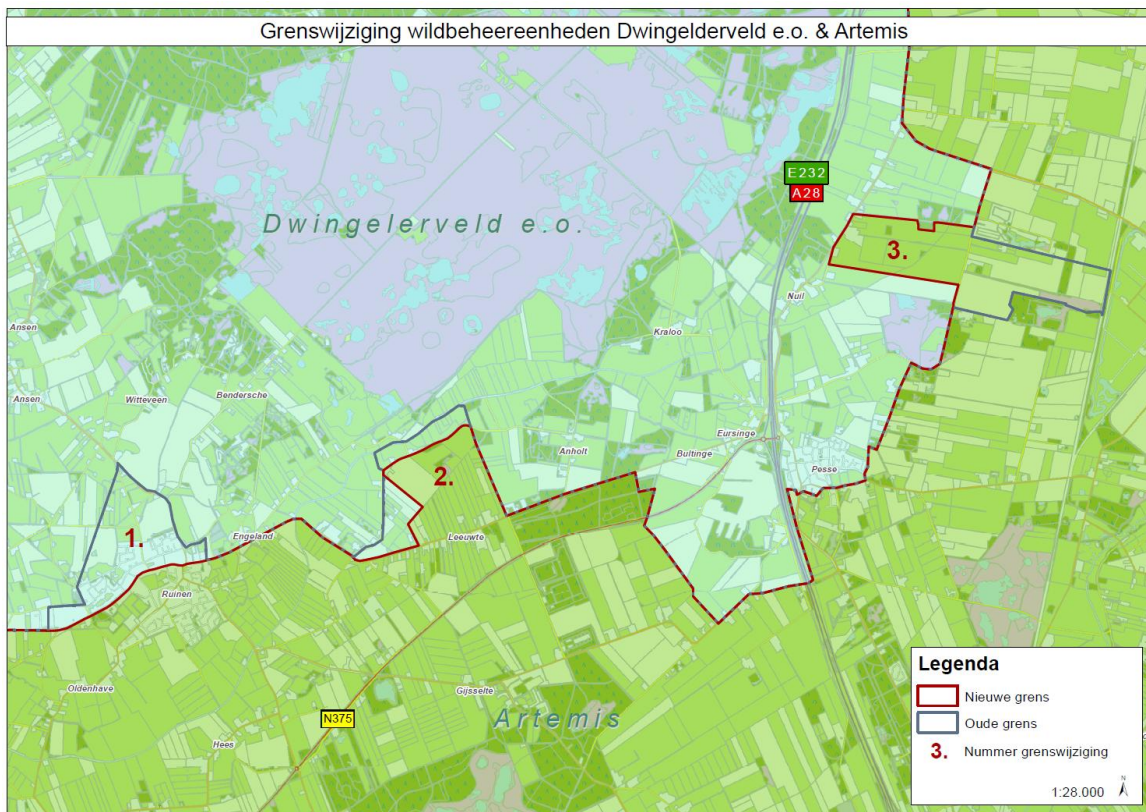 Grenswijziging wildbeheereenheden Dwingelderveld e.o. & Artemis
E232
A28
Dwingelerveld e.o.
3.
Nuil
Ansen
Kraloo
Witteveen
Bendersche
Ansen
Eursinge
Anholt
Bultinge
Pesse
2.
1.
Engeland
Leeuwte
Ruinen
Oldenhave
Gijsselte
Artemis
N375
Hees
Legenda
Nieuwe grens
Oude grens
3. Nummer grenswijziging
N
1:28.000